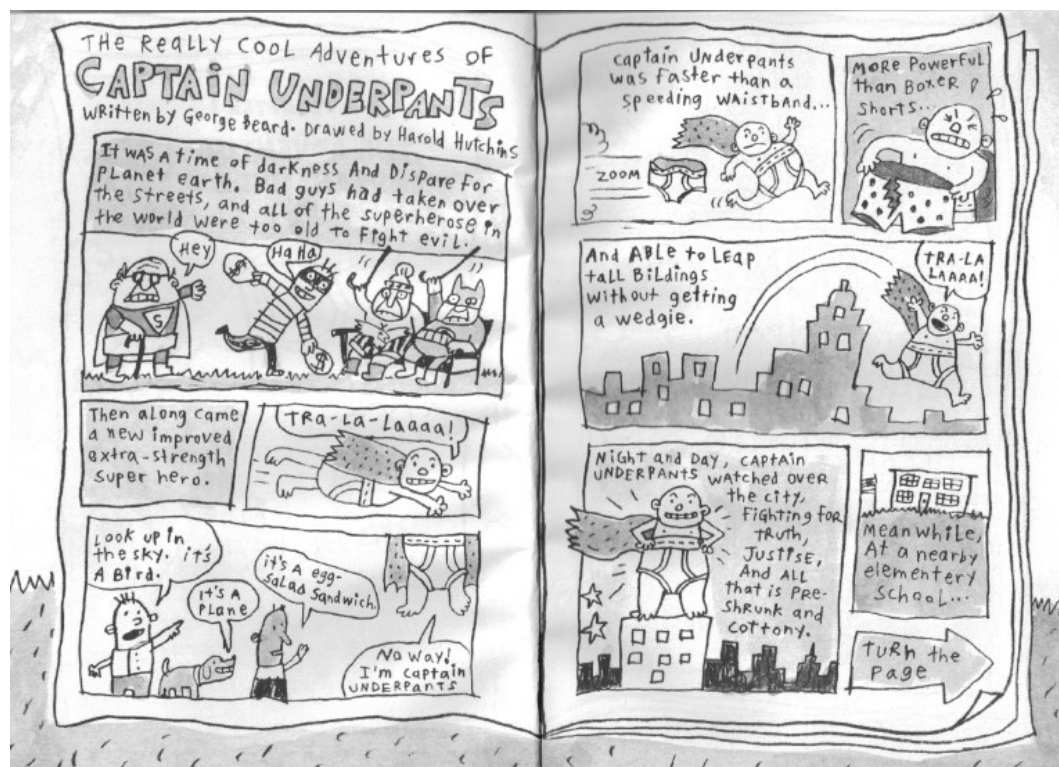 THE ReaLLY COOL Adventures OF
CAPTAIN UNDERPANTS
WRitten by George Beard. Drawed by Harold Hutchins
It WAS A time of darKness And Dispare For
PLanet earth. Bad guys had taken over
the streets, and all of the superherose in
the world were too old to Fight evil.
Hey
HaHa
S
$
$
Then along came
a new improved
extra-strength
super hero.
TRA-LA-Laaaa!
Look up in
the sky. it's
A Bird.
it's A
PLANE
it's A egg-
Salad Sandwich.
No way!
I'm Captain
UNDERPANTS
Captain Underpants
was faster than a
speeding WAISTBAND...
ZOOM
MORE Powerful
than Boxer
Shorts...
And ABLe to LEAP
tall BiLdings
without getting
a wedgie.
TRA-LA
LAAAA!
Night and Day, CAPTAIN
UNDERPANTS WAtched over
the city,
FiGhting for
truth,
Justise,
And ALL
that is PRE-
SHRUNK and
cottony.
Meanwhile,
At a nearby
elementery
School...
tuRn the
page